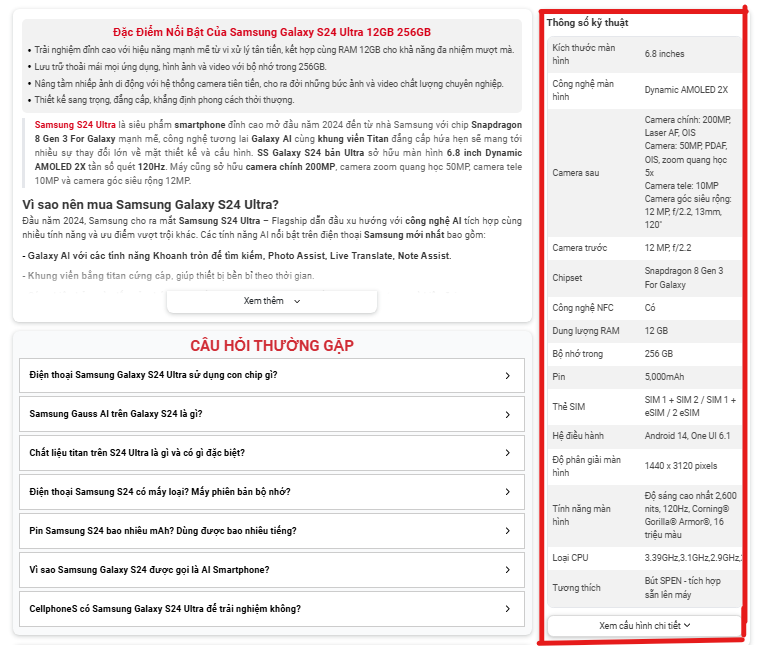 Đặc Điểm Nổi Bật Của Samsung Galaxy S24 Ultra 12GB 256GB
• Trải nghiệm đỉnh cao với hiệu năng mạnh mẽ từ vi xử lý tân tiến, kết hợp cùng RAM 12GB cho khả năng đa nhiệm mượt mà.
• Lưu trữ thoải mái mọi ứng dụng, hình ảnh và video với bộ nhớ trong 256GB.
• Nâng tầm nhiếp ảnh di động với hệ thống camera tiên tiến, cho ra đời những bức ảnh và video chất lượng chuyên nghiệp.
• Thiết kế sang trọng, đẳng cấp, khẳng định phong cách thời thượng.
Samsung S24 Ultra là siêu phẩm smartphone đỉnh cao mở đầu năm 2024 đến từ nhà Samsung với chip Snapdragon
8 Gen 3 For Galaxy mạnh mẽ, công nghệ tương lai Galaxy AI cùng khung viền Titan đẳng cấp hứa hẹn sẽ mang tới
nhiều sự thay đổi lớn về mặt thiết kế và cấu hình. SS Galaxy S24 bản Ultra sở hữu màn hình 6.8 inch Dynamic
AMOLED 2X tần số quét 120Hz. Máy cũng sở hữu camera chính 200MP, camera zoom quang học 50MP, camera tele
10MP và camera góc siêu rộng 12MP.
Vì sao nên mua Samsung Galaxy S24 Ultra?
Đầu năm 2024, Samsung cho ra mắt Samsung S24 Ultra – Flagship dẫn đầu xu hướng với công nghệ AI tích hợp cùng
nhiều tính năng và ưu điểm vượt trội khác. Các tính năng AI nổi bật trên điện thoại Samsung mới nhất bao gồm:
- Galaxy AI với các tính năng Khoanh tròn để tìm kiếm, Photo Assist, Live Translate, Note Assist.
- Khung viền bằng titan cứng cáp, giúp thiết bị bền bỉ theo thời gian.
Xem thêm
CÂU HỎI THƯỜNG GẶP
Điện thoại Samsung Galaxy S24 Ultra sử dụng con chip gì?
Samsung Gauss AI trên Galaxy S24 là gì?
Chất liệu titan trên S24 Ultra là gì và có gì đặc biệt?
Điện thoại Samsung S24 có mấy loại? Mấy phiên bản bộ nhớ?
Pin Samsung S24 bao nhiêu mAh? Dùng được bao nhiêu tiếng?
Vì sao Samsung Galaxy S24 được gọi là AI Smartphone?
CellphoneS có Samsung Galaxy S24 Ultra để trải nghiệm không?
Thông số kỹ thuật
Kích thước màn
hình
6.8 inches
Công nghệ màn
hình
Dynamic AMOLED 2X
Camera sau
Camera chính: 200MP,
Laser AF, OIS
Camera: 50MP, PDAF,
OIS, zoom quang học
5x
Camera tele: 10MP
Camera góc siêu rộng:
12 MP, f/2.2, 13mm,
120˚
Camera trước
12 MP, f/2.2
Chipset
Snapdragon 8 Gen 3
For Galaxy
Công nghệ NFC
Có
Dung lượng RAM
12 GB
Bộ nhớ trong
256 GB
Pin
5,000mAh
Thẻ SIM
SIM 1 + SIM 2 / SIM 1 +
eSIM / 2 eSIM
Hệ điều hành
Android 14, One UI 6.1
Độ phân giải màn
hình
1440 x 3120 pixels
Tính năng màn
hình
Độ sáng cao nhất 2,600
nits, 120Hz, Corning®
Gorilla® Armor®, 16
triệu màu
Loại CPU
3.39GHz,3.1GHz,2.9GHz,
Tương thích
Bút SPEN - tích hợp
sẵn lên máy
Xem cấu hình chi tiết